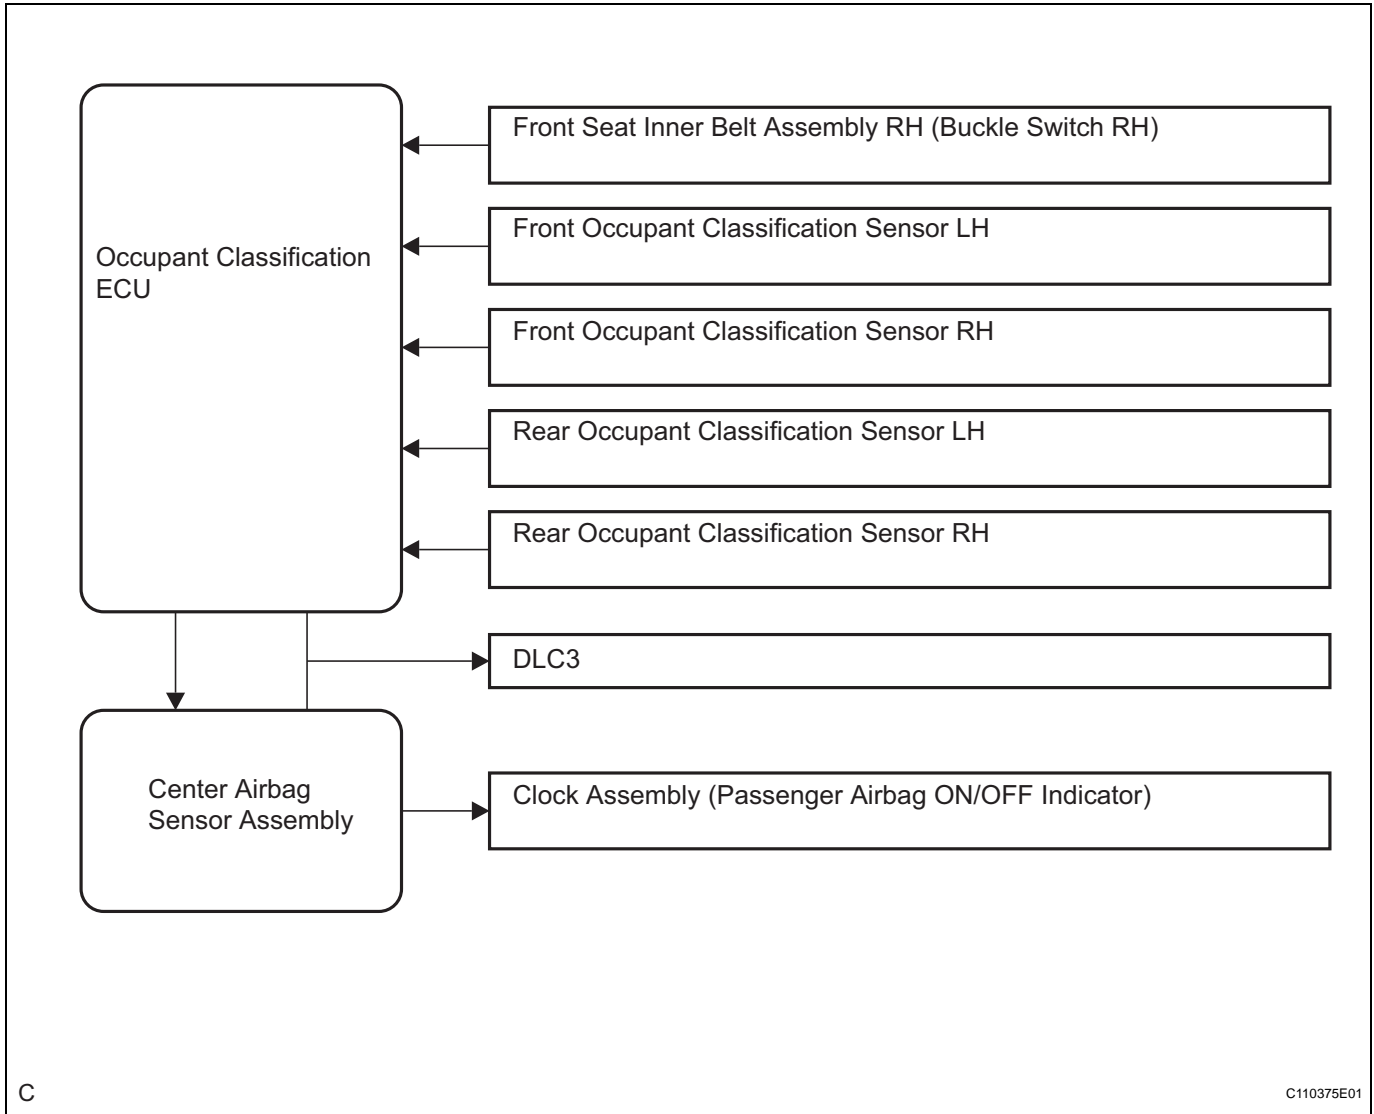 Front Seat Inner Belt Assembly RH (Buckle Switch RH)
Front Occupant Classification Sensor LH
Occupant Classification
ECU
Front Occupant Classification Sensor RH
Rear Occupant Classification Sensor LH
Rear Occupant Classification Sensor RH
DLC3
Center Airbag
Sensor Assembly
Clock Assembly (Passenger Airbag ON/OFF Indicator)
C
C110375E01